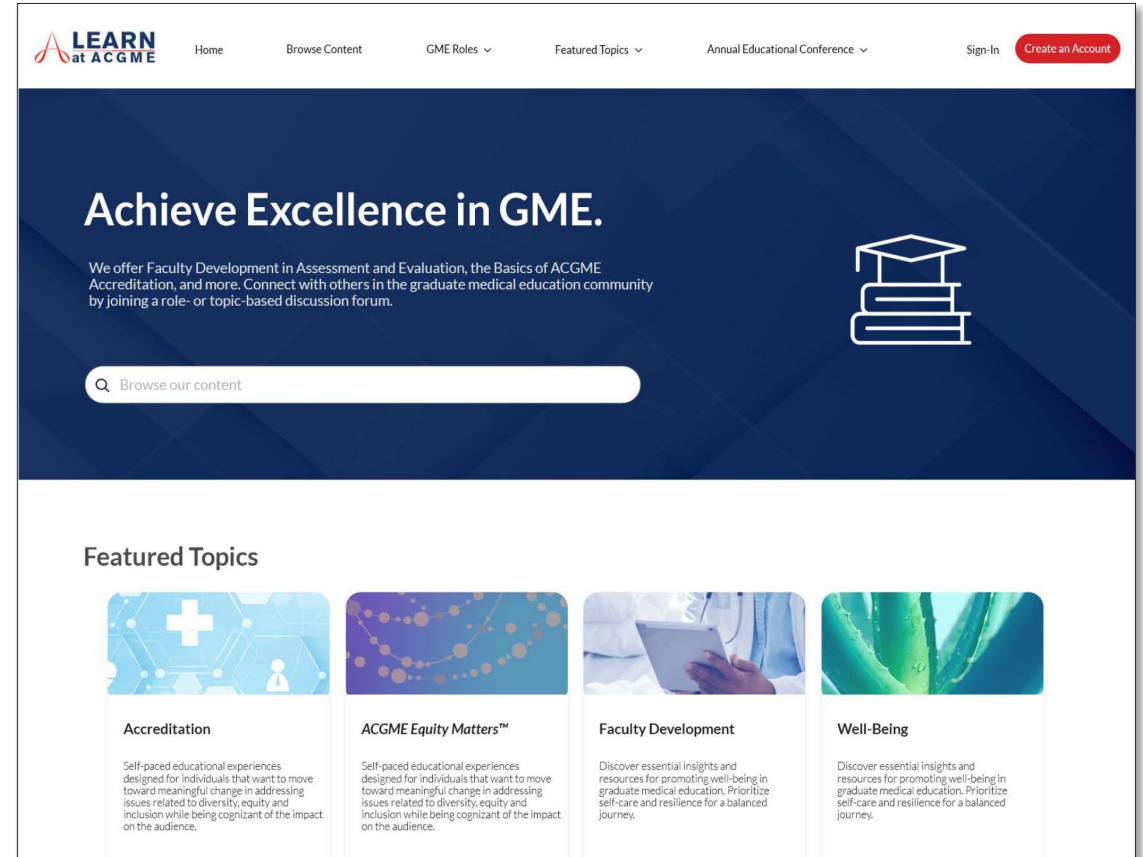 LEARN
at ACGME
Home
Browse Content
GME Roles
Featured Topics
Annual Educational Conference
Sign-In
Create an Account
Achieve Excellence in GME.
We offer Faculty Development in Assessment and Evaluation, the Basics of ACGME
Accreditation, and more. Connect with others in the graduate medical education community
by joining a role- or topic-based discussion forum.
Browse our content
Featured Topics
Accreditation
Self-paced educational experiences
designed for individuals that want to move
toward meaningful change in addressing
issues related to diversity, equity and
inclusion while being cognizant of the impact
on the audience.
ACGME Equity Matters™
Self-paced educational experiences
designed for individuals that want to move
toward meaningful change in addressing
issues related to diversity, equity and
inclusion while being cognizant of the impact
on the audience.
Faculty Development
Discover essential insights and
resources for promoting well-being in
graduate medical education. Prioritize
self-care and resilience for a balanced
journey.
Well-Being
Discover essential insights and
resources for promoting well-being in
graduate medical education. Prioritize
self-care and resilience for a balanced
journey.